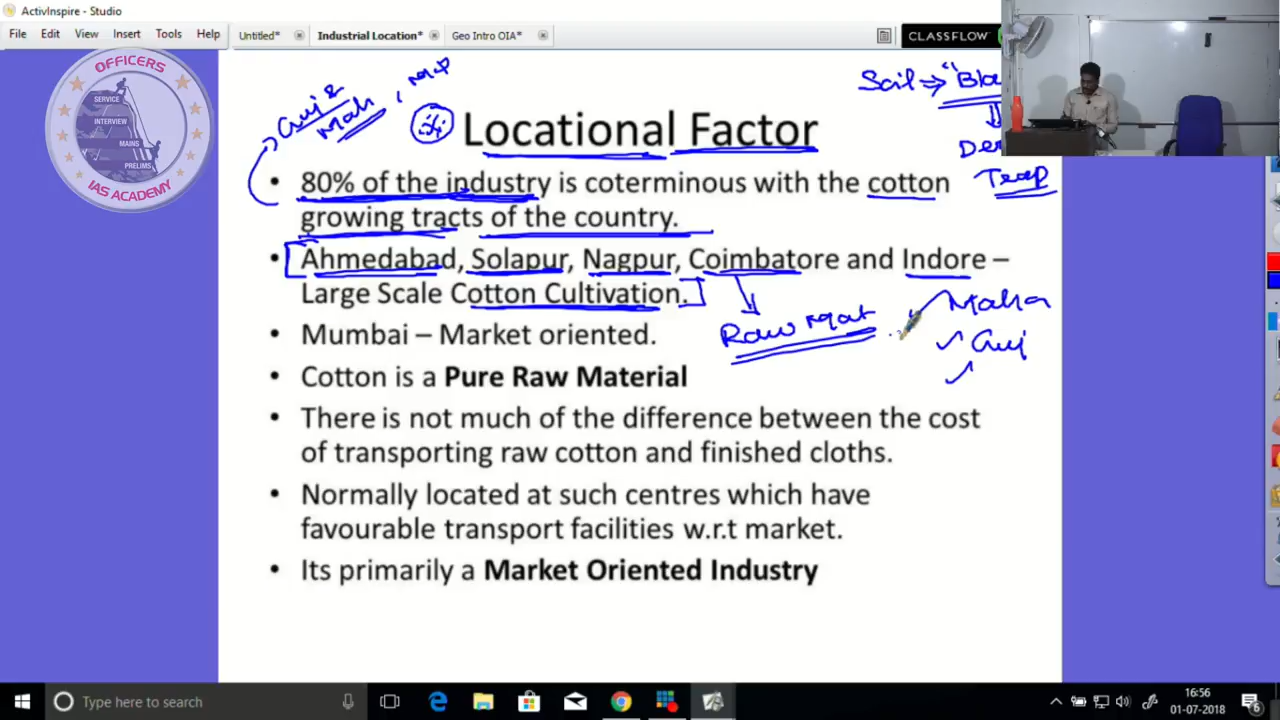 ActivInspire - Studio
File Edit View Insert Tools Help
Untitled* Industrial Location* Geo Intro OIA*
CLASSFLOW
OFFICERS
SERVICE
INTERVIEW
MAINS
PRELIMS
IAS ACADEMY
Guj &
Mah
Soil → "Bla
Locational Factor
Trap
• 80% of the industry is coterminous with the cotton
growing tracts of the country.
• Ahmedabad, Solapur, Nagpur, Coimbatore and Indore –
Large Scale Cotton Cultivation.
Raw Mat
Maha
Guj
• Mumbai – Market oriented.
• Cotton is a Pure Raw Material
• There is not much of the difference between the cost
of transporting raw cotton and finished cloths.
• Normally located at such centres which have
favourable transport facilities w.r.t market.
• Its primarily a Market Oriented Industry
Type here to search
16:56
01-07-2018
6